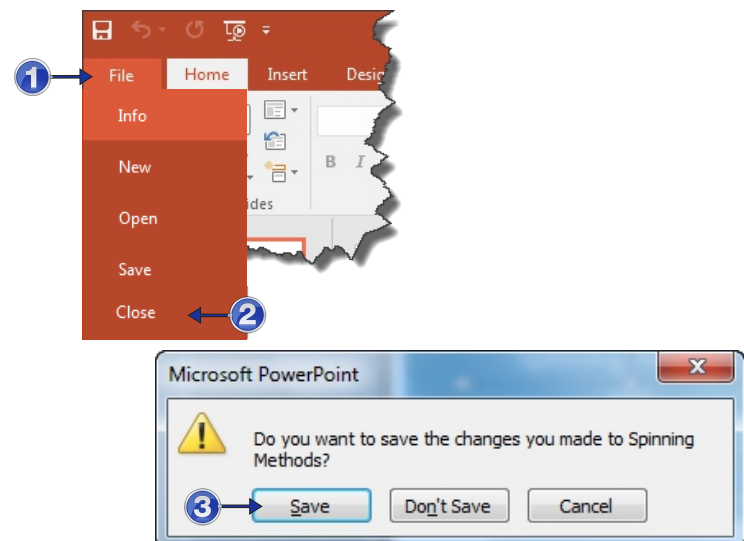 1
File Home Insert Desig
Info
New
B I
Open
ides
Save
Close
2
Microsoft PowerPoint
X
Do you want to save the changes you made to Spinning
Methods?
3
Save Don't Save Cancel